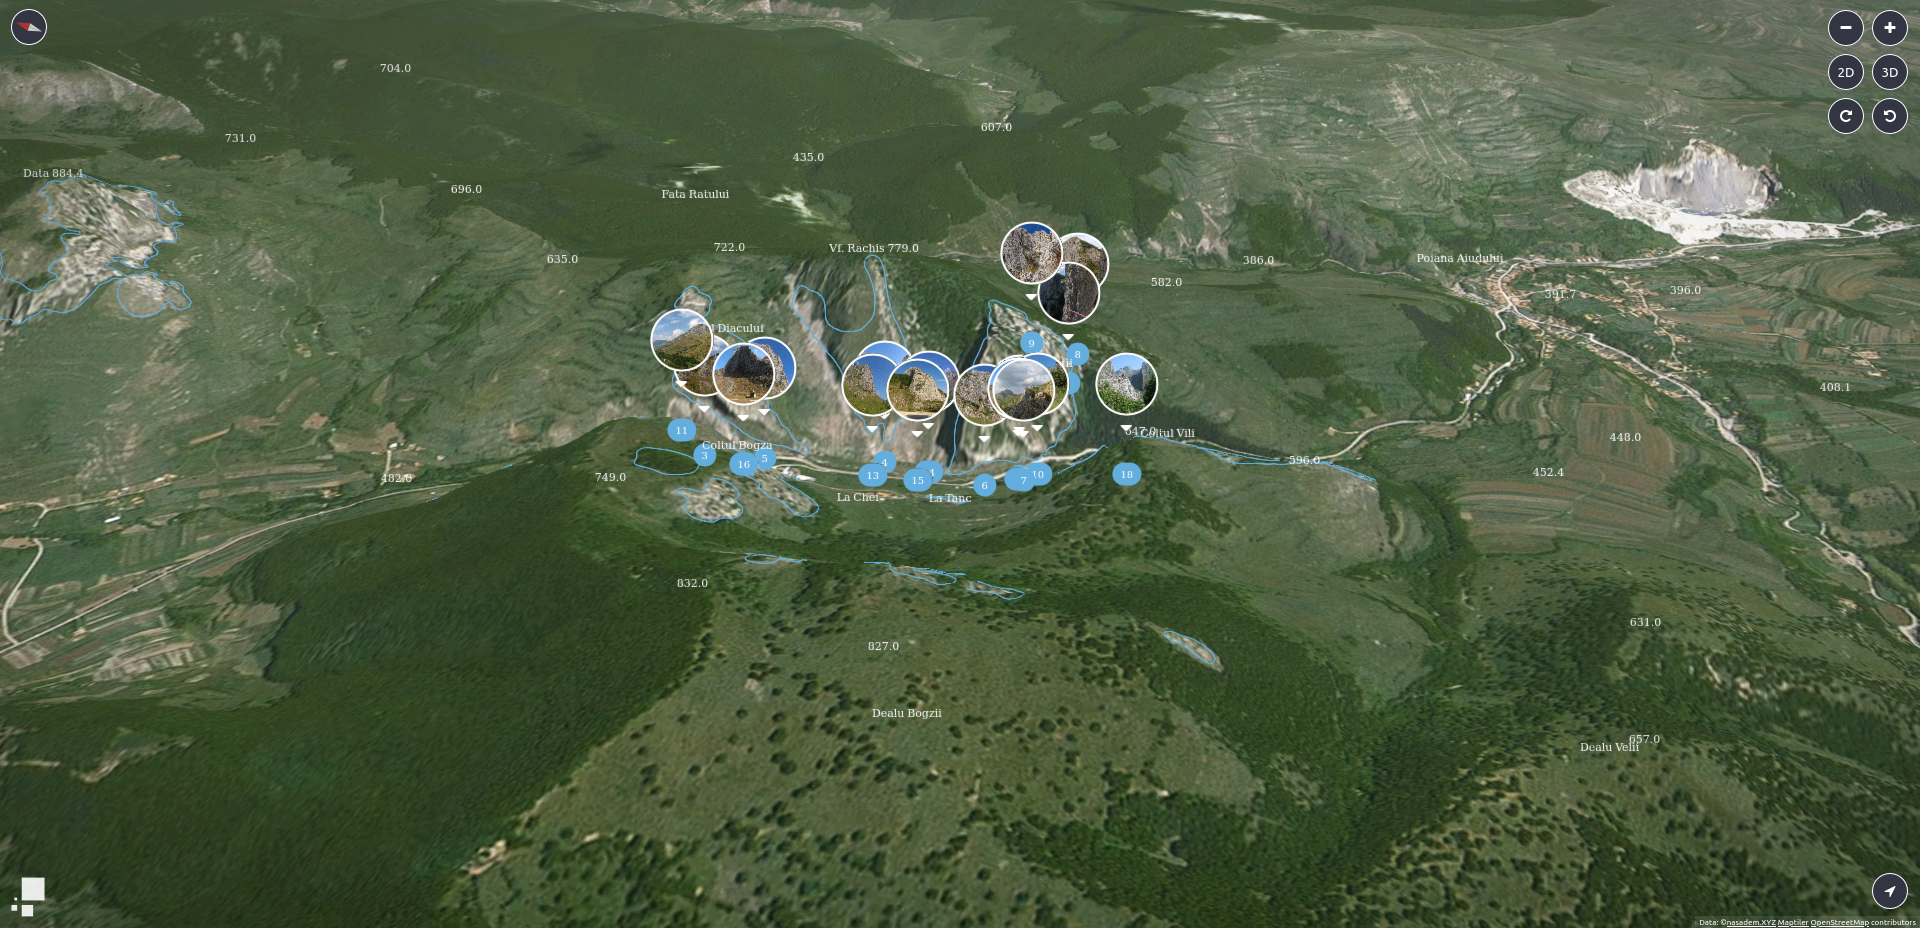 2D
3D
704.0
607.0
731.0
435.0
Data 884.4
696.0
Fata Ratului
722.0
Vf. Rachis 779.0
635.0
386.0
Poiana Aiudului
582.0
391.7
396.0
l Diacului
9
8
408.1
11
647.0
Coltul Vili
448.0
Coltul Bogza
3
16
5
4
4
596.0
452.4
482.0
749.0
13
15
6
7
10
18
La Chei
La Tanc
832.0
631.0
827.0
Dealu Bogzii
657.0
Dealu Velii
Data: ©nasadem.XYZ Maptiler OpenStreetMap contributors